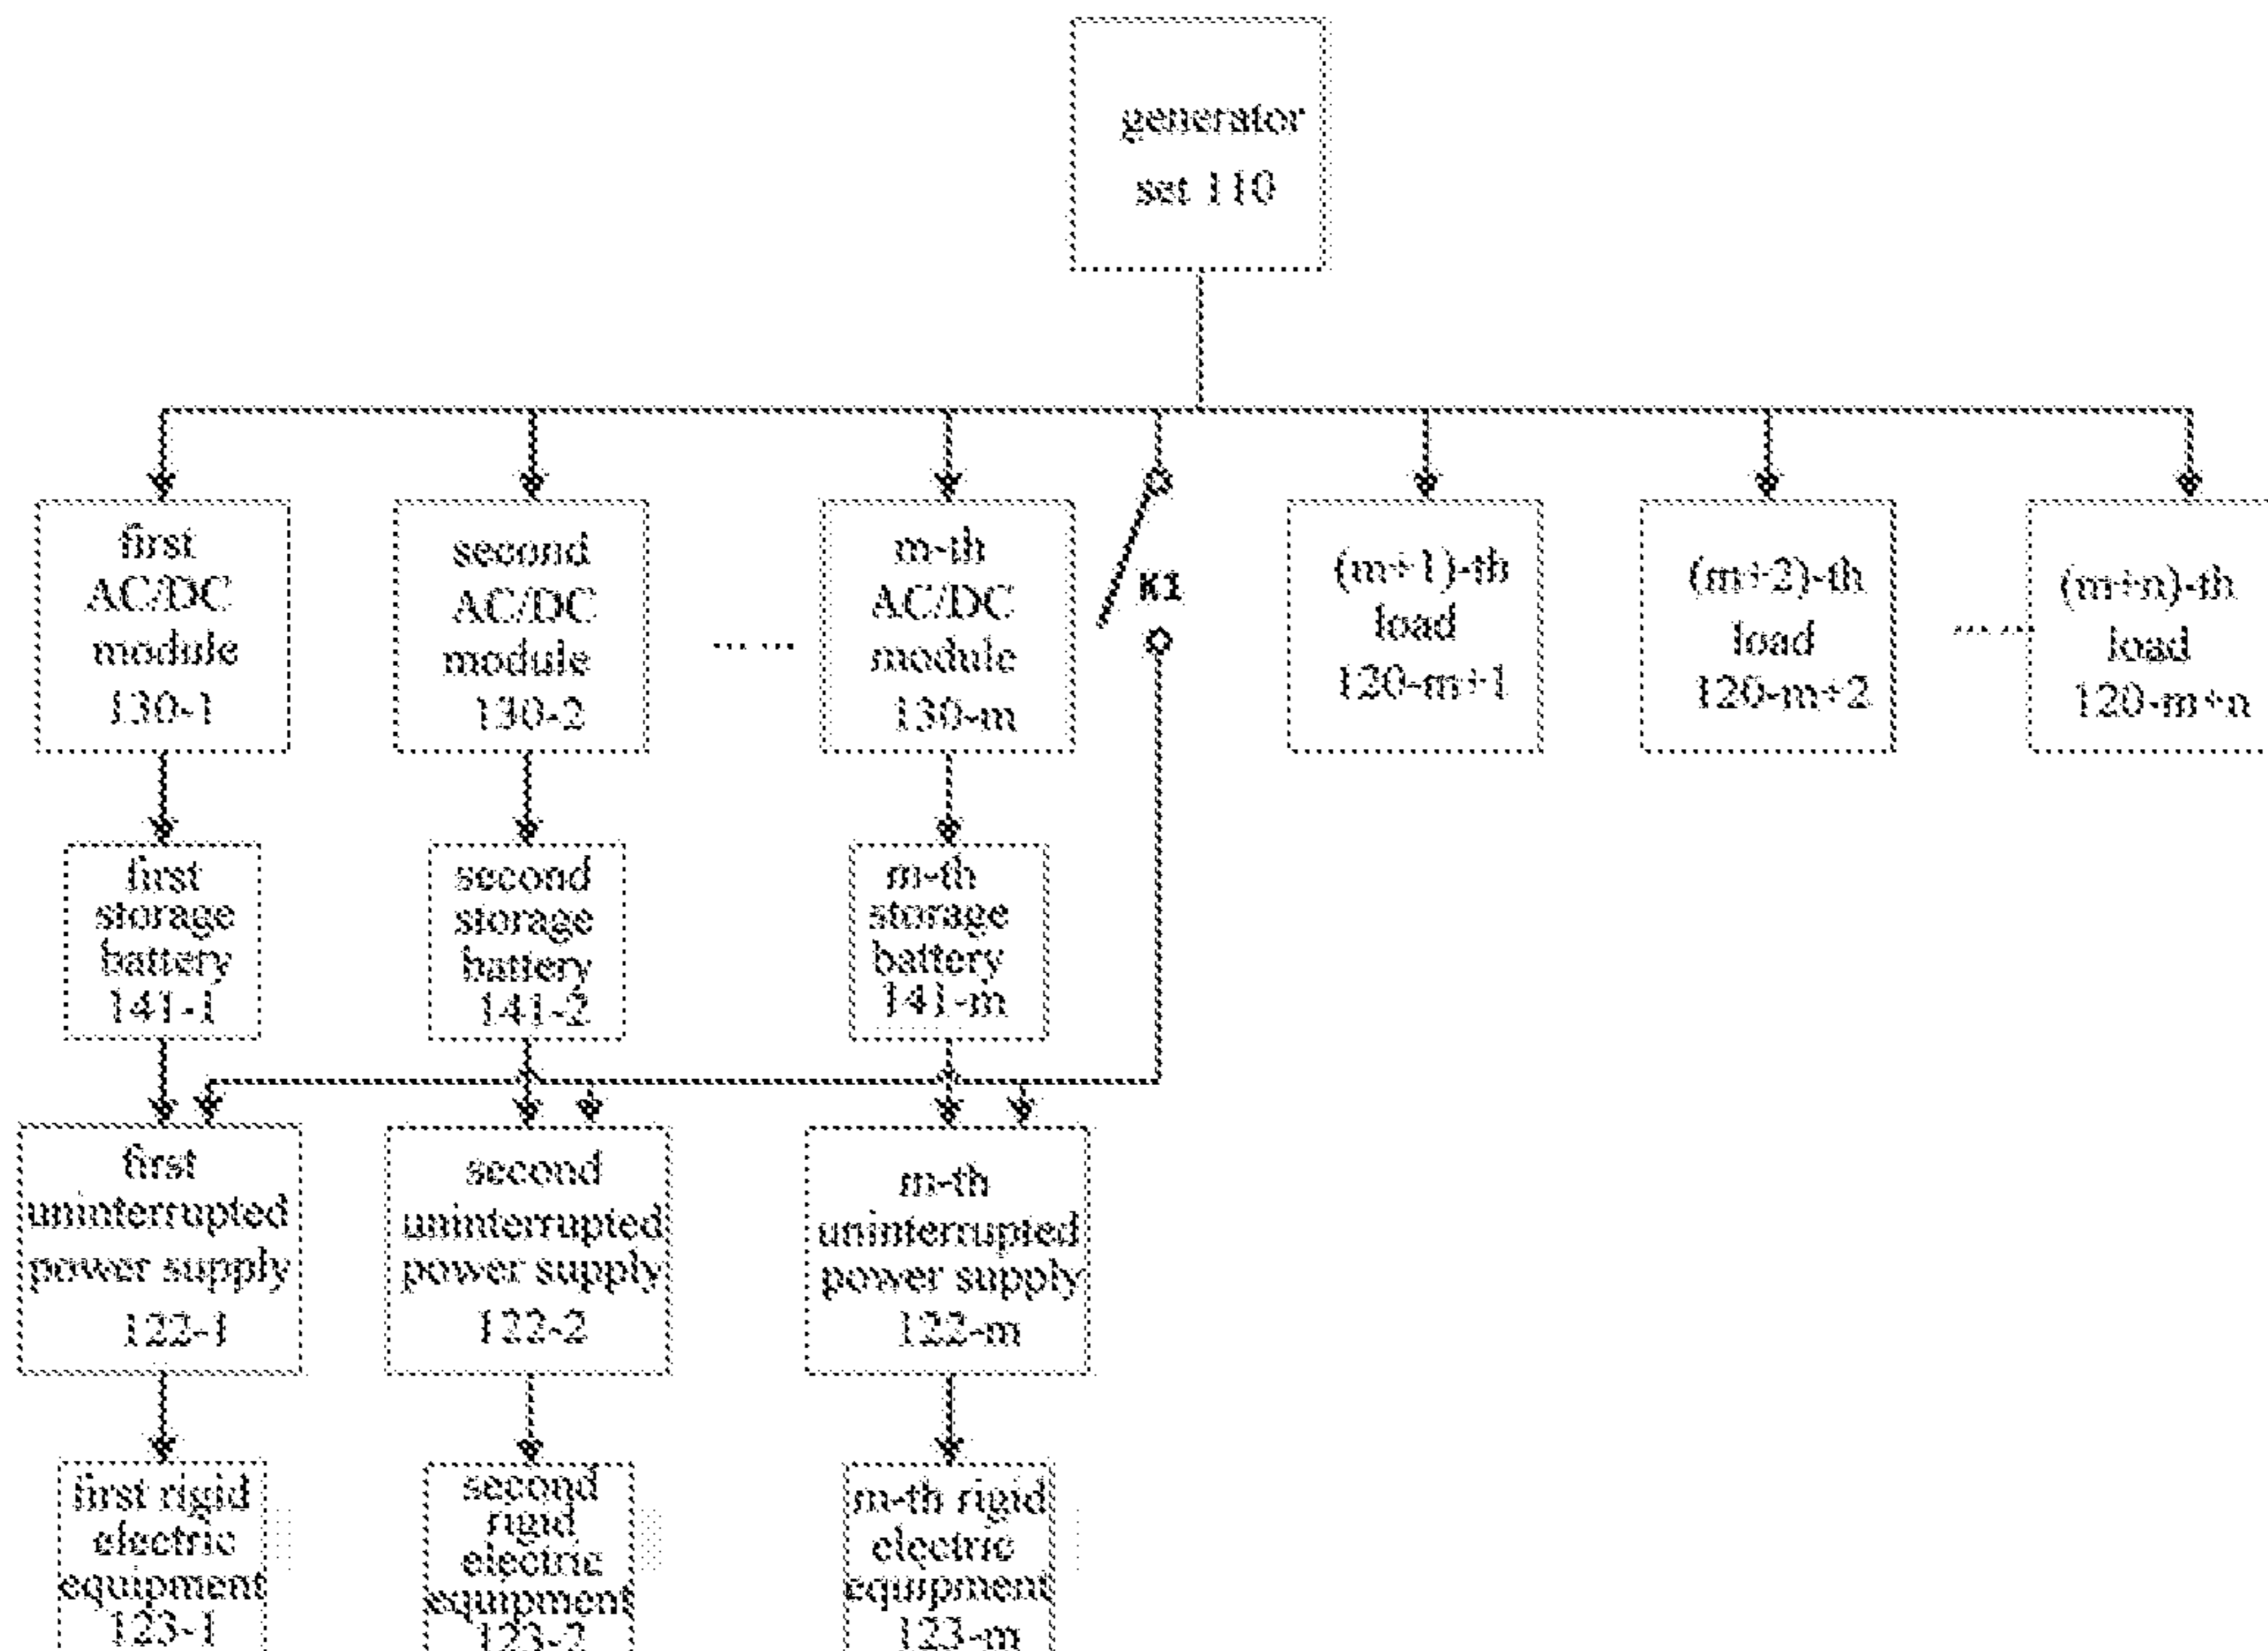 generator
set 110
first
AC/DC
module
130-1
second
AC/DC
module
130-2
... ...
m-th
AC/DC
module
130-m
K1
(m+1)-th
load
120-m+1
(m+2)-th
load
120-m+2
... ...
(m+n)-th
load
120-m+n
first
storage
battery
141-1
second
storage
battery
141-2
m-th
storage
battery
141-m
first
uninterrupted
power supply
122-1
second
uninterrupted
power supply
122-2
m-th
uninterrupted
power supply
122-m
first rigid
electric
equipment
123-1
second
rigid
electric
equipment
123-2
m-th rigid
electric
equipment
123-m